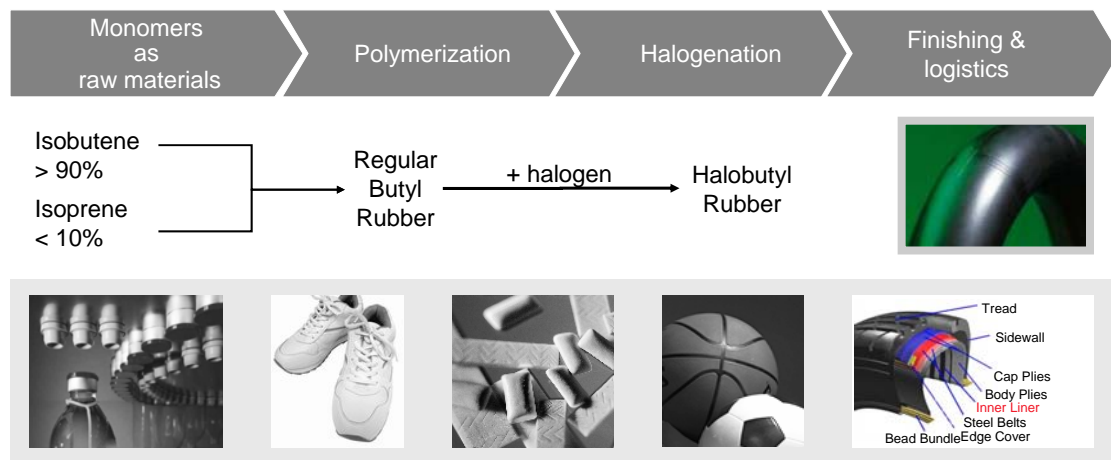 Monomers
as
raw materials
Polymerization
Halogenation
Finishing &
logistics
Isobutene
> 90%
Isoprene
< 10%
Regular
Butyl
Rubber
+ halogen
Halobutyl
Rubber
Tread
Sidewall
Cap Plies
Body Plies
Inner Liner
Steel Belts
Bead Bundle
Edge Cover